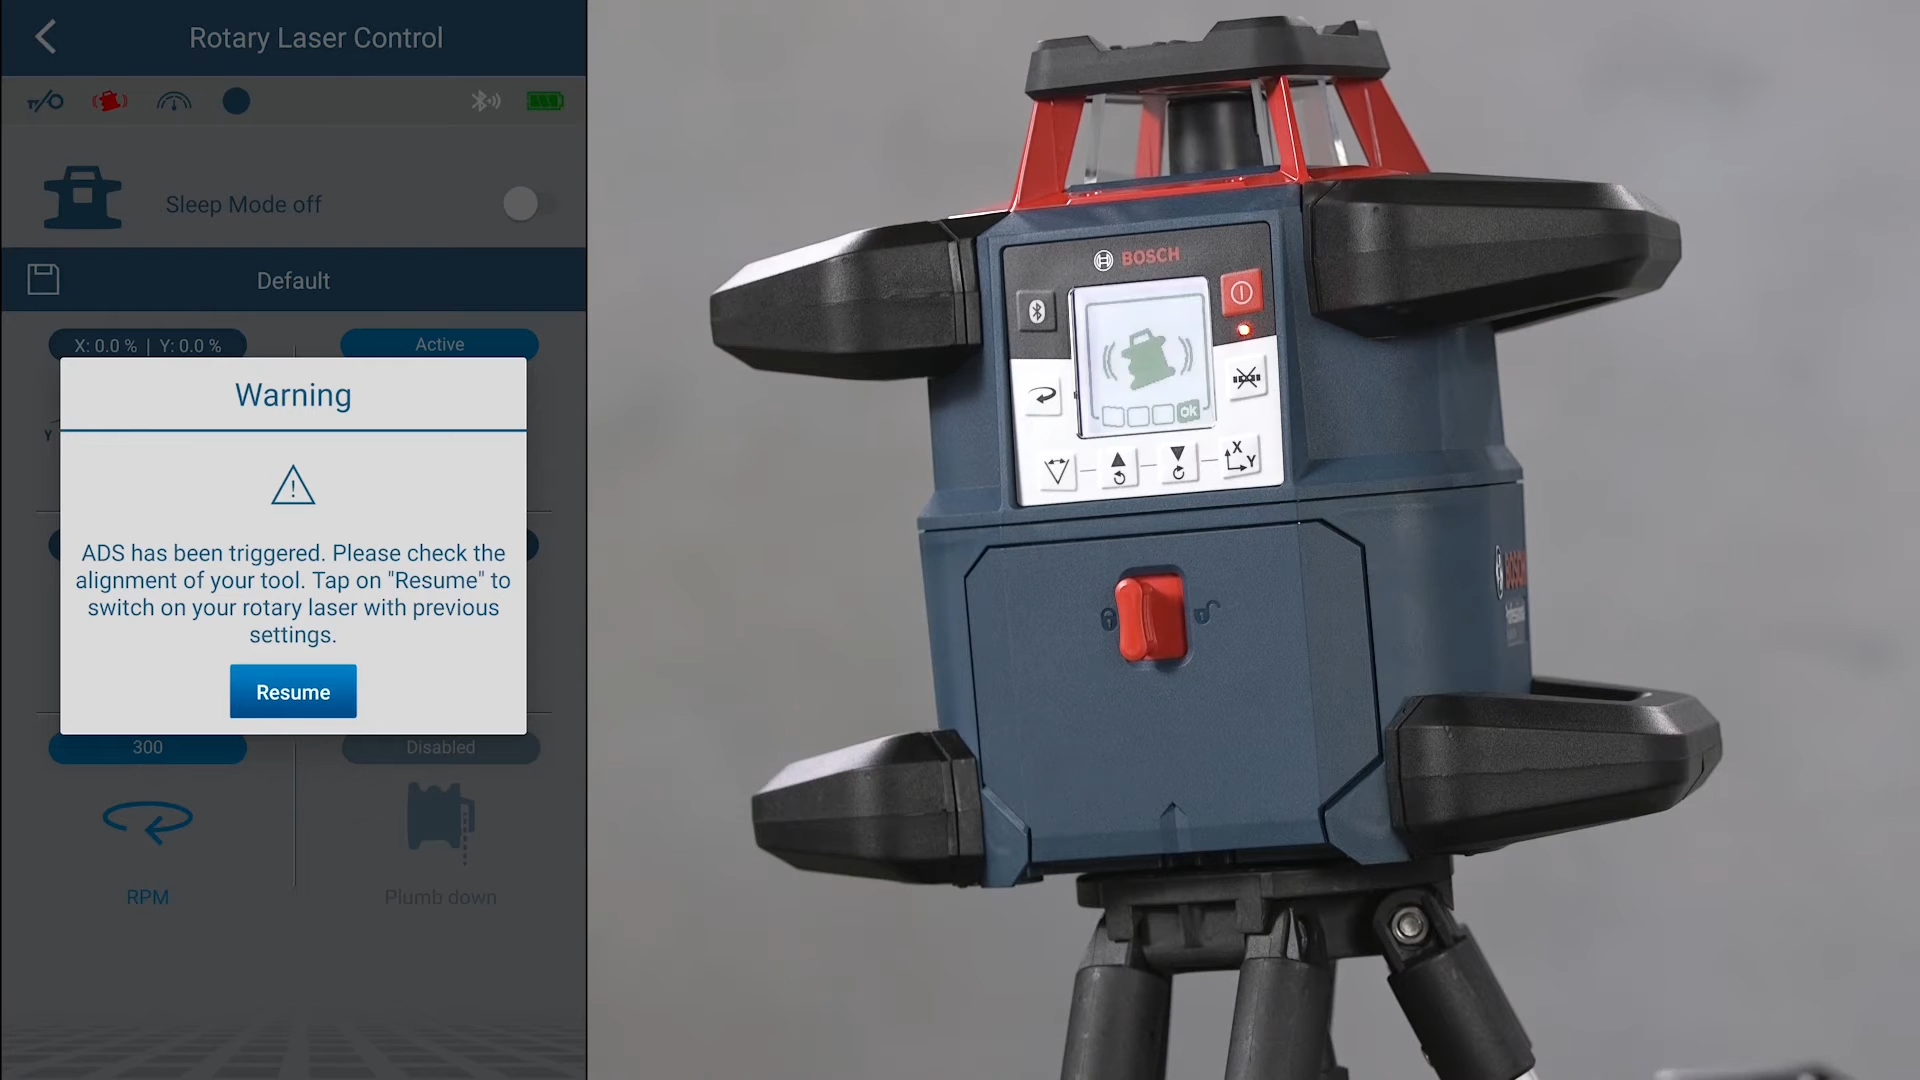 Rotary Laser Control
Sleep Mode off
Default
X: 0.0 % | Y: 0.0 %
Active
Y
Warning
ADS has been triggered. Please check the
alignment of your tool. Tap on "Resume" to
switch on your rotary laser with previous
settings.
Resume
300
Disabled
RPM
Plumb down
BOSCH
ok
X
Y
BOSCH